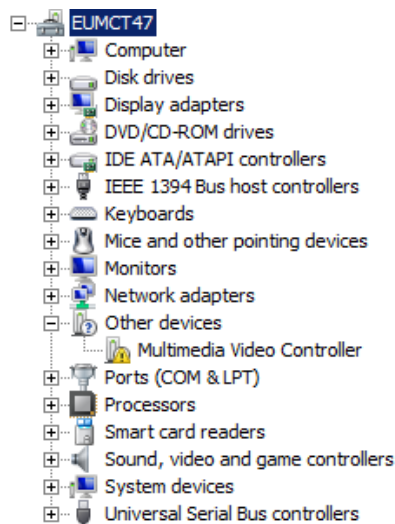 EUMCT47
Computer
Disk drives
Display adapters
DVD/CD-ROM drives
IDE ATA/ATAPI controllers
IEEE 1394 Bus host controllers
Keyboards
Mice and other pointing devices
Monitors
Network adapters
Other devices
Multimedia Video Controller
Ports (COM & LPT)
Processors
Smart card readers
Sound, video and game controllers
System devices
Universal Serial Bus controllers